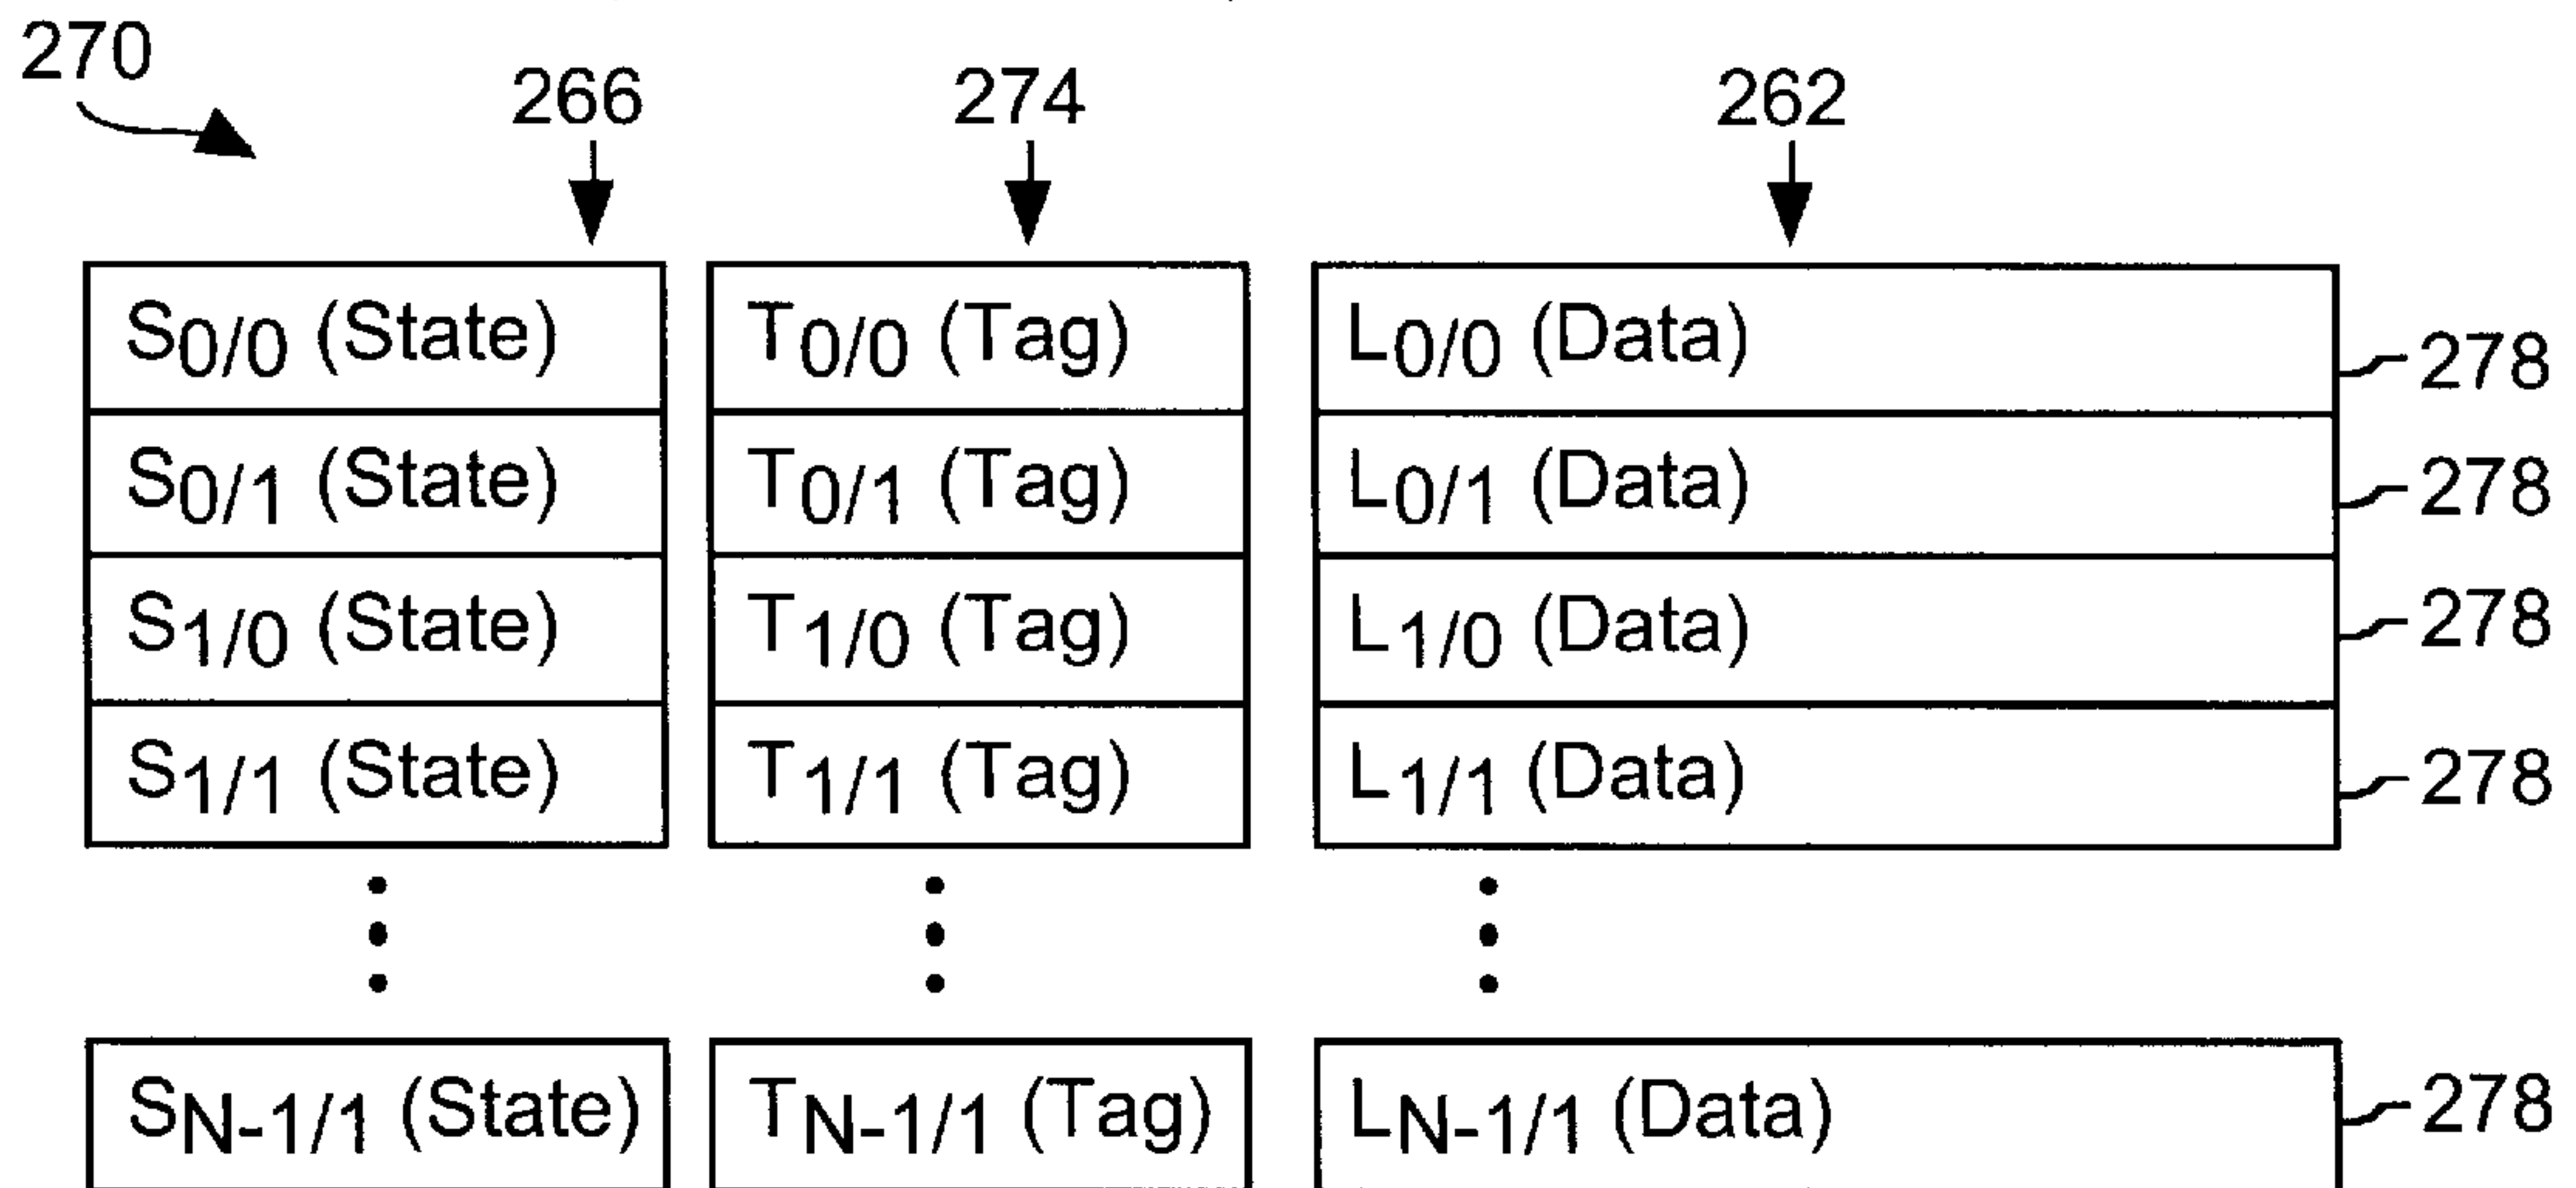 270
266 274 262
S0/0 (State) T0/0 (Tag) L0/0 (Data) 278
S0/1 (State) T0/1 (Tag) L0/1 (Data) 278
S1/0 (State) T1/0 (Tag) L1/0 (Data) 278
S1/1 (State) T1/1 (Tag) L1/1 (Data) 278
SN-1/1 (State) TN-1/1 (Tag) LN-1/1 (Data) 278